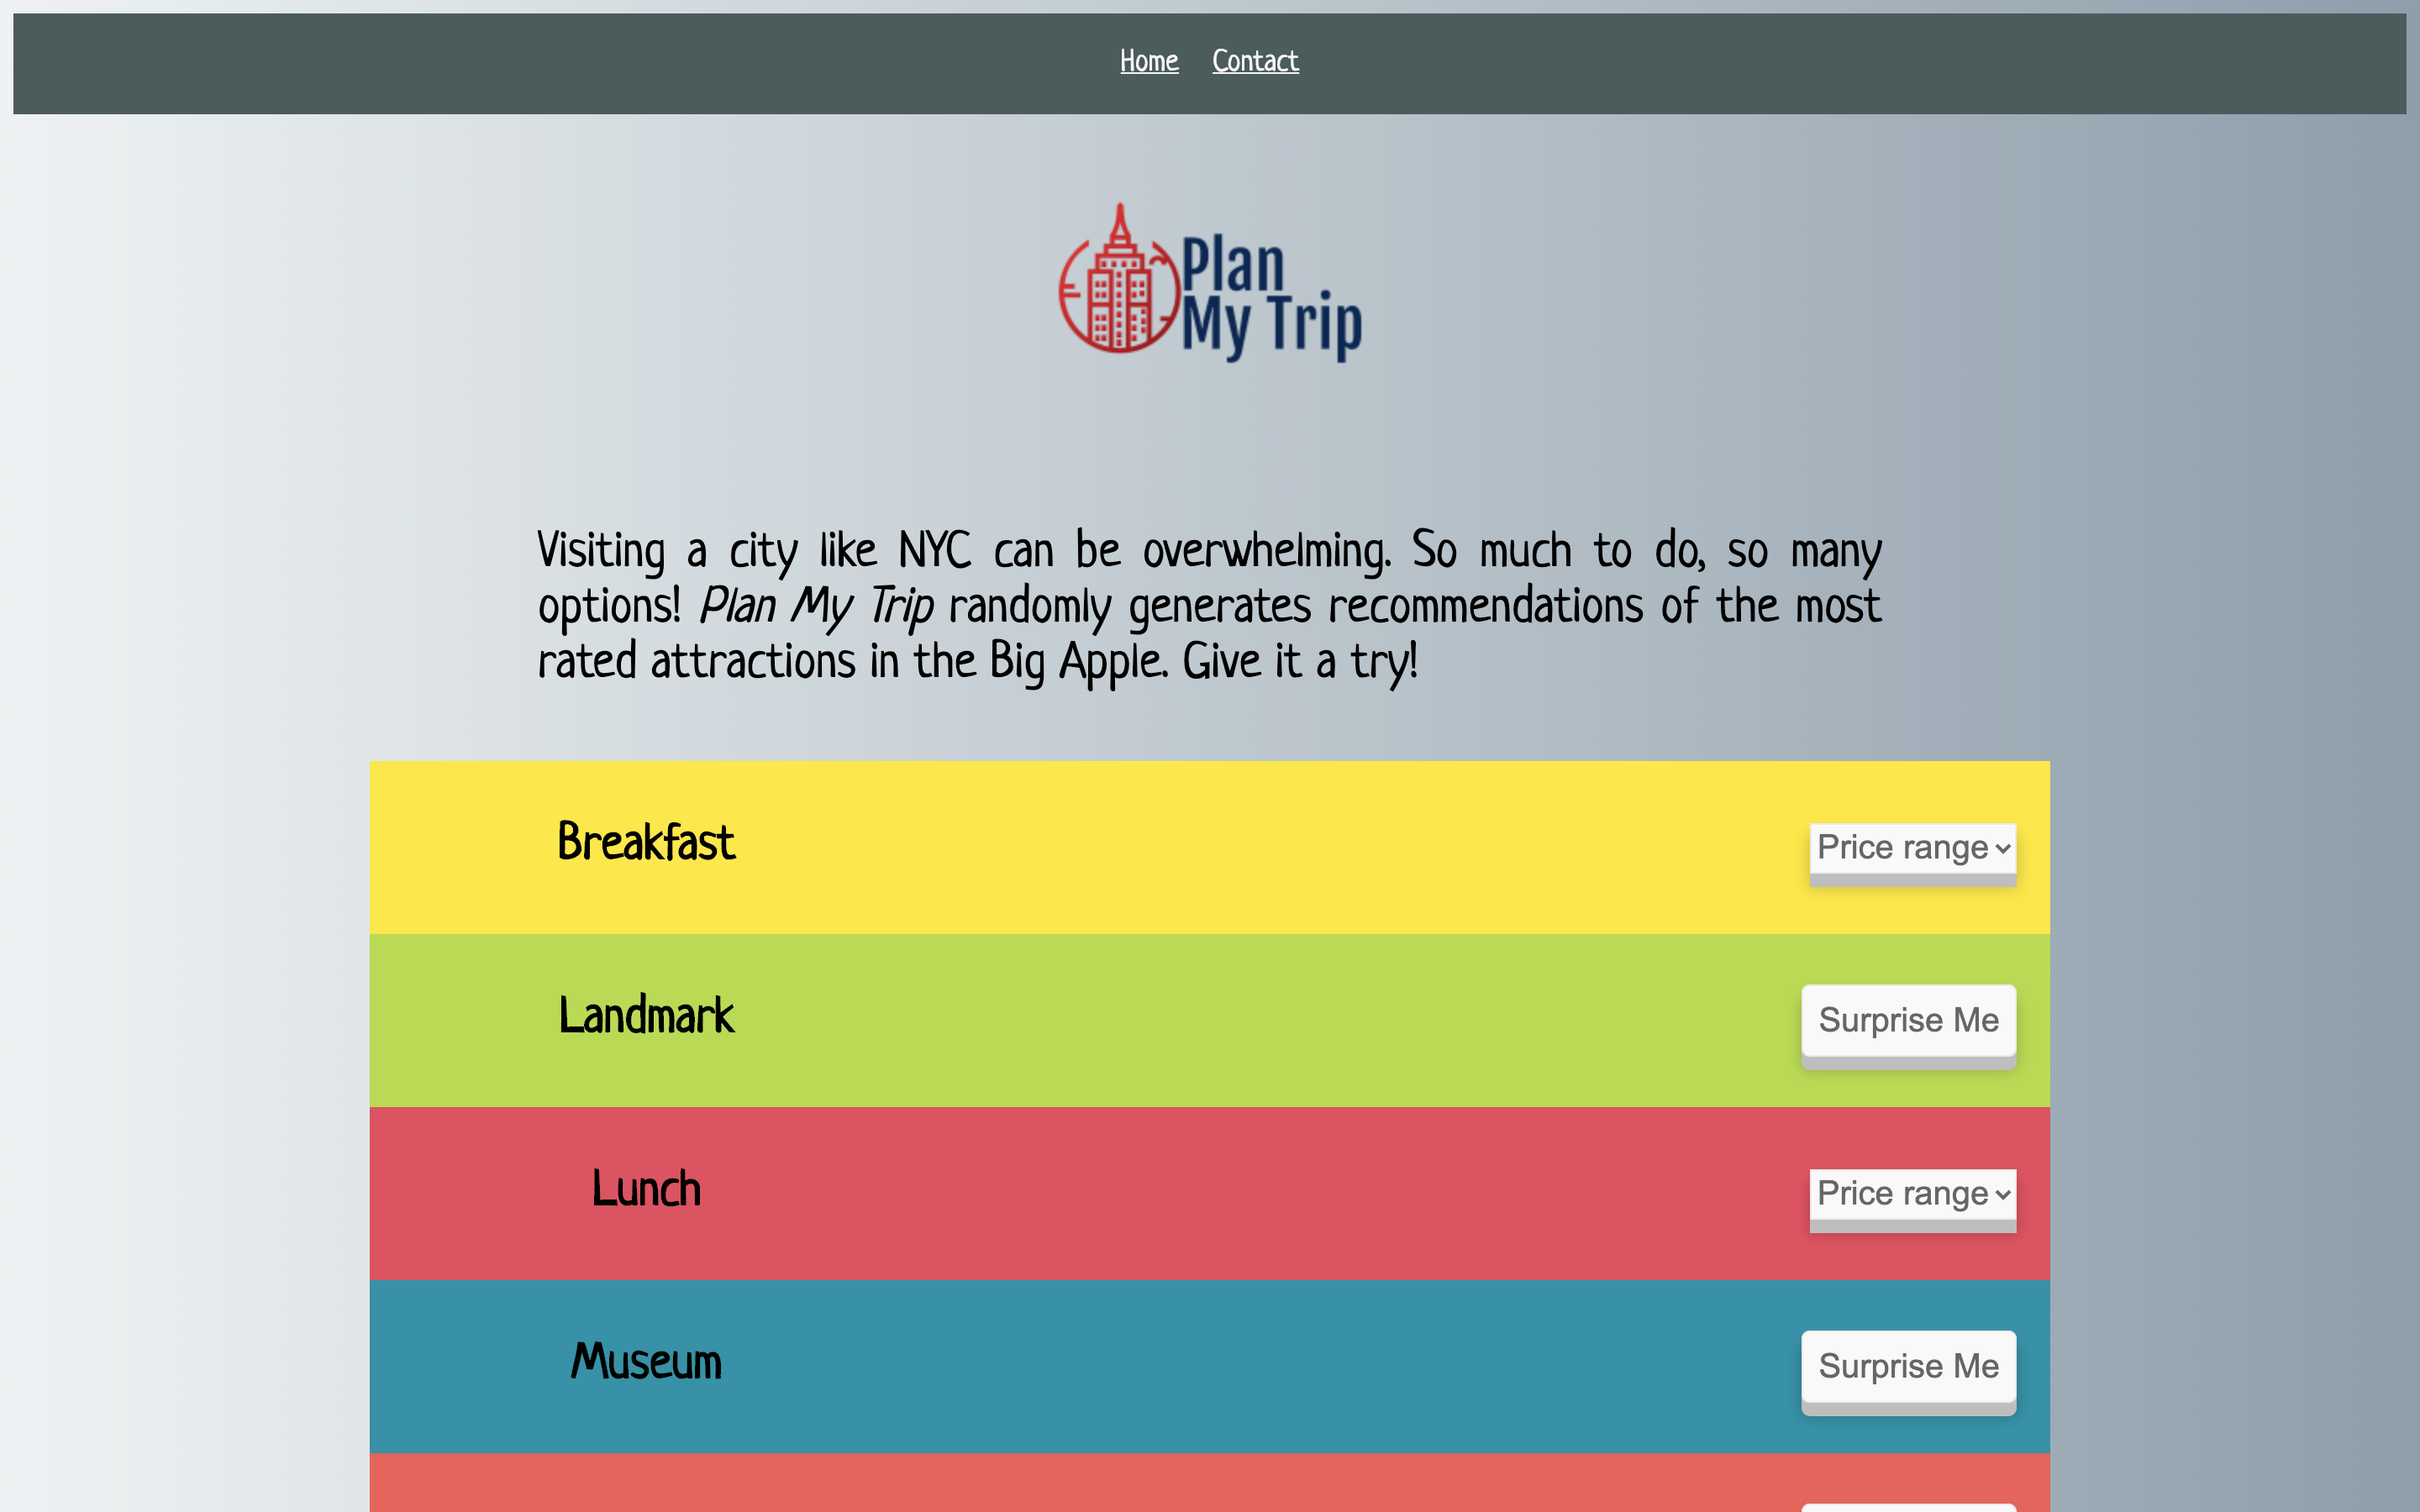 Home Contact
Plan
My Trip
Visiting a city like NYC can be overwhelming. So much to do, so many
options! Plan My Trip randomly generates recommendations of the most
rated attractions in the Big Apple. Give it a try!
Breakfast Price range
Landmark Surprise Me
Lunch Price range
Museum Surprise Me